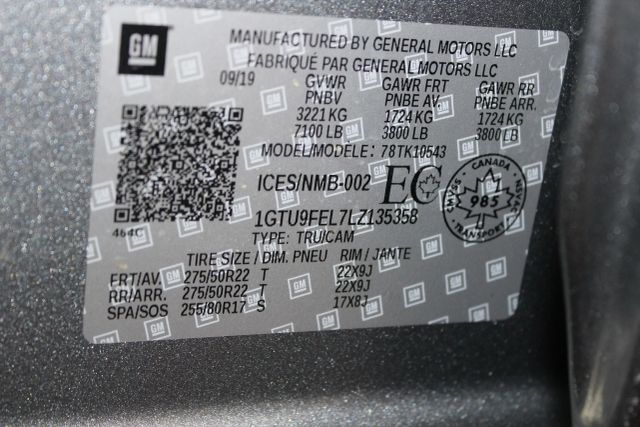 GM
MANUFACTURED BY GENERAL MOTORS LLC
FABRIQUÉ PAR GENERAL MOTORS LLC
09/19 GVWR GAWR FRT GAWR RR
PNBV PNBE AV. PNBE ARR.
3221 KG 1724 KG 1724 KG
7100 LB 3800 LB 3800 LB
MODEL/MODELE: 78TK10543
ICES/NMB-002 EC
CANADA
985
TRANSPORT
464C
1GTU9FEL7LZ135358
TYPE: TRU/CAM
TIRE SIZE / DIM. PNEU RIM / JANTE
FRT/AV. 275/50R22 T 22X9J
RR/ARR. 275/50R22 T 22X9J
SPA/SOS 255/80R17 S 17X8J